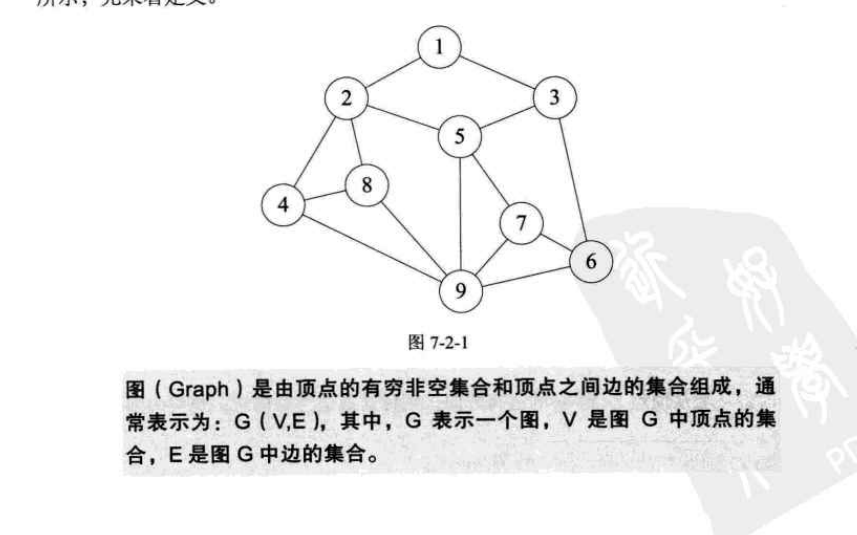 所示，先来看定义。
1
2
3
5
8
4
7
6
9
图 7-2-1
图（Graph）是由顶点的有穷非空集合和顶点之间边的集合组成，通
常表示为：G（V,E），其中，G 表示一个图，V 是图 G 中顶点的集
合，E 是图 G 中边的集合。
PD